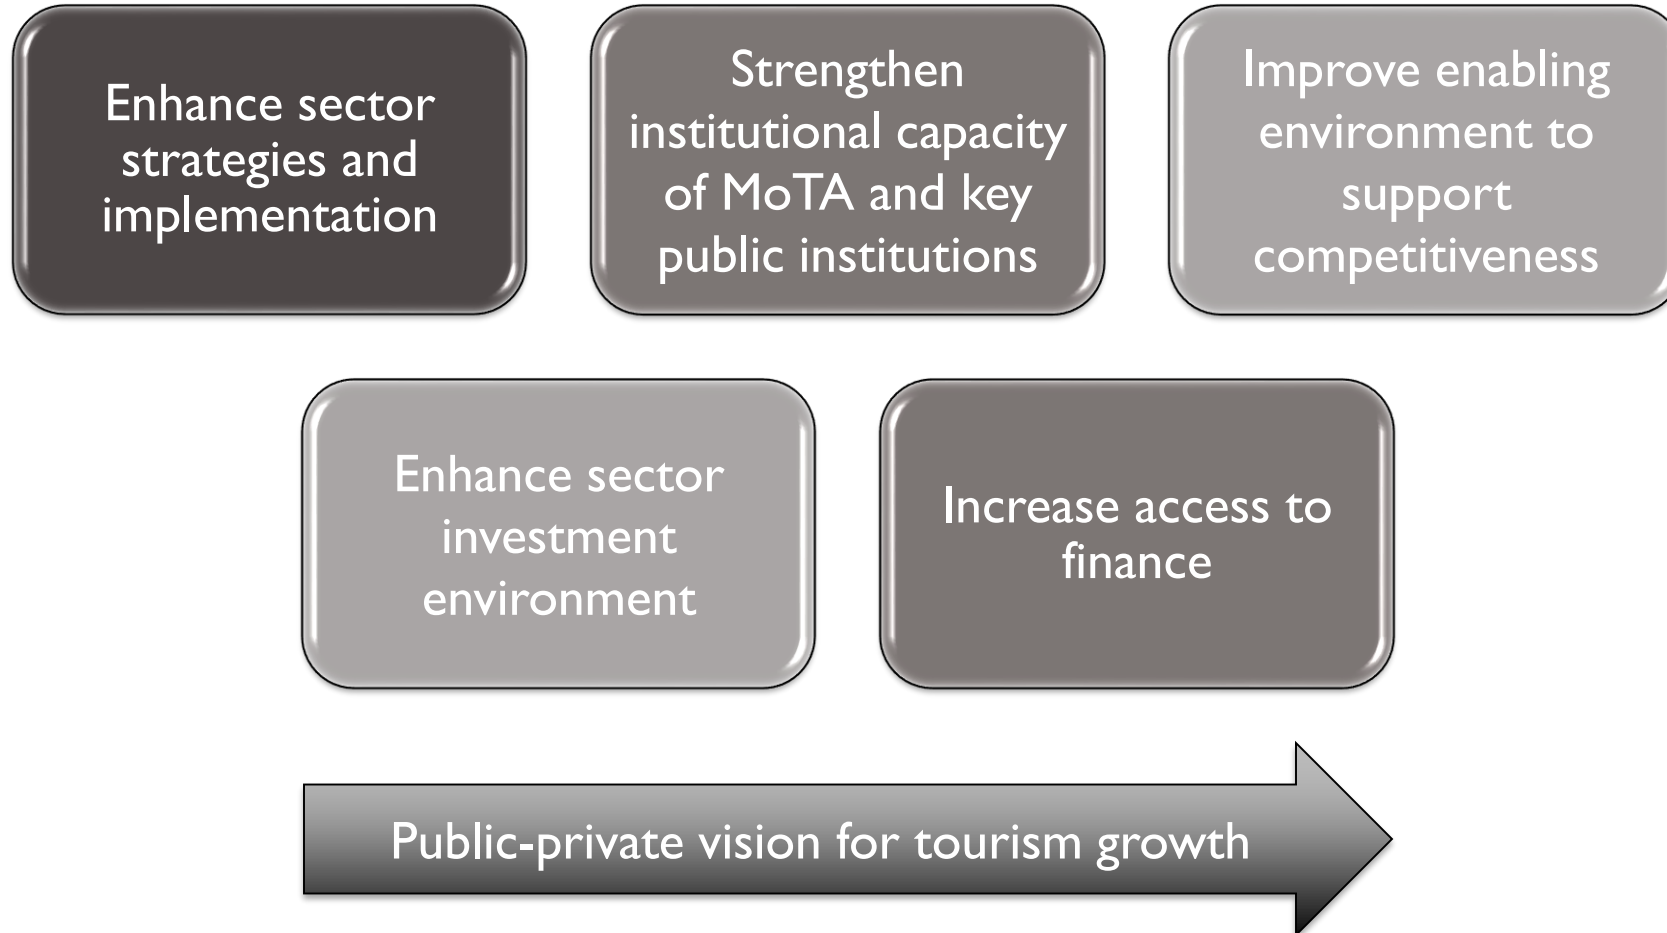 Enhance sector
strategies and
implementation
Strengthen
institutional capacity
of MoTA and key
public institutions
Improve enabling
environment to
support
competitiveness
Enhance sector
investment
environment
Increase access to
finance
Public-private vision for tourism growth